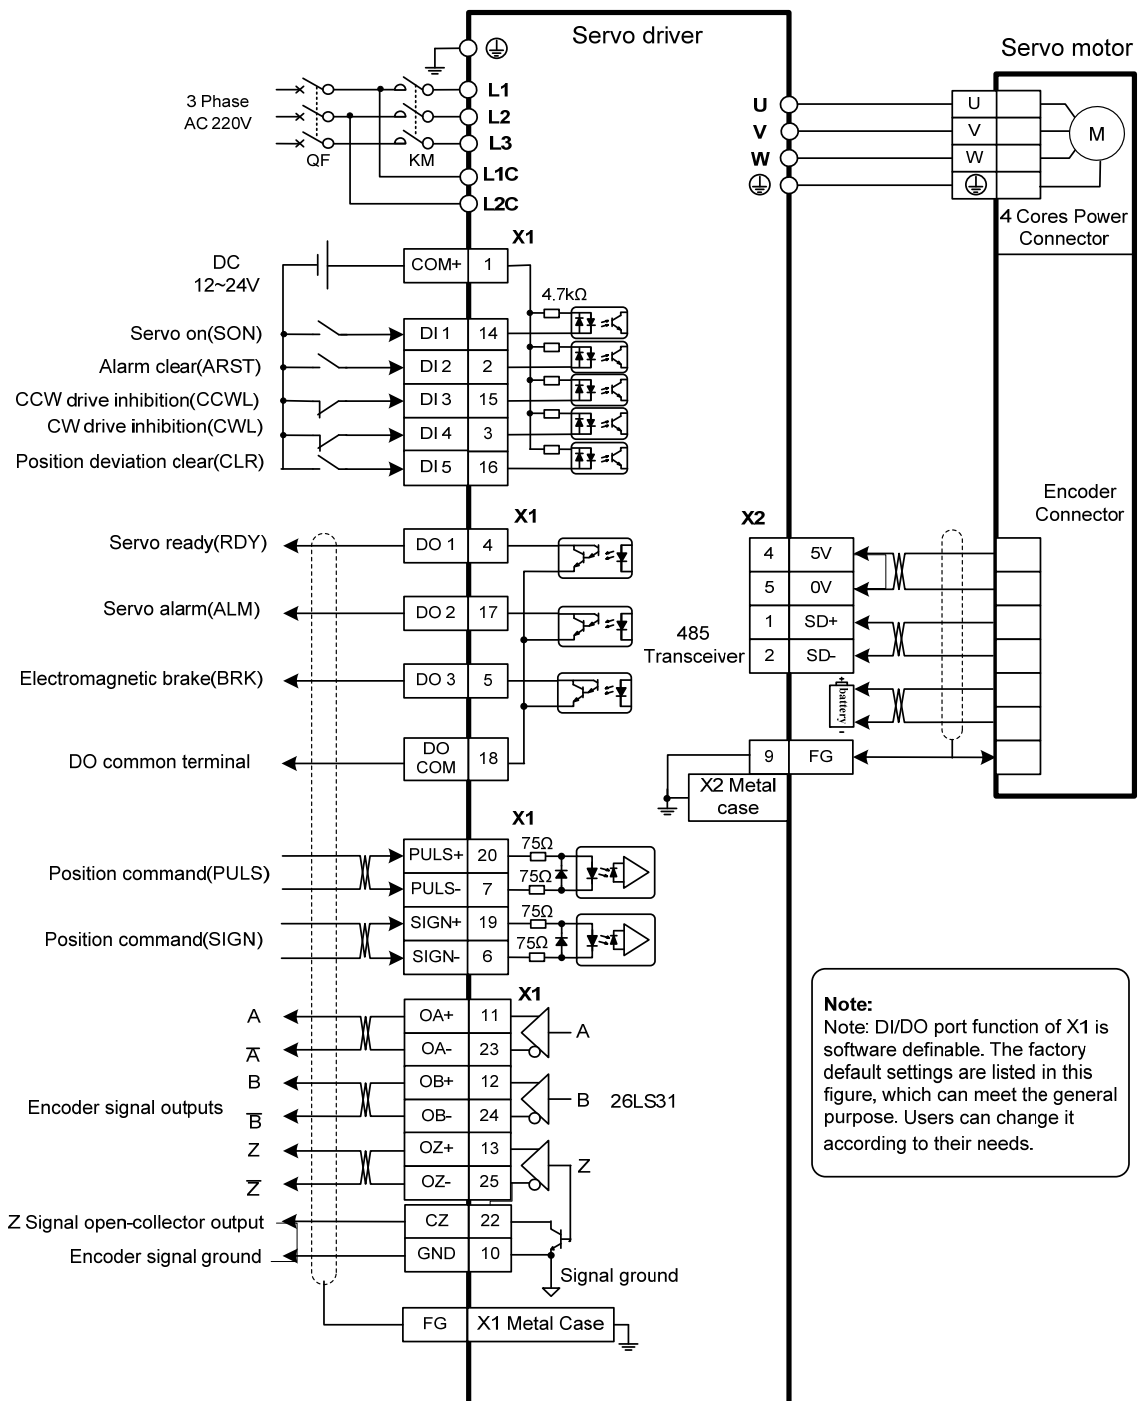 Servo driver
Servo motor
3 Phase
AC 220V
QF
KM
L1
L2
L3
L1C
L2C
U
V
W
U
V
W
M
4 Cores Power
Connector
X1
DC
12~24V
COM+ 1
4.7kΩ
Servo on(SON) DI 1 14
Alarm clear(ARST) DI 2 2
CCW drive inhibition(CCWL) DI 3 15
CW drive inhibition(CWL) DI 4 3
Position deviation clear(CLR) DI 5 16
Encoder
Connector
X1
Servo ready(RDY) DO 1 4
Servo alarm(ALM) DO 2 17
Electromagnetic brake(BRK) DO 3 5
DO common terminal DO COM 18
X2
4 5V
5 0V
1 SD+
2 SD-
485
Transceiver
+ battery -
9 FG
X2 Metal
case
X1
Position command(PULS)
PULS+ 20 75Ω
PULS- 7 75Ω
Position command(SIGN)
SIGN+ 19 75Ω
SIGN- 6 75Ω
X1
Encoder signal outputs
A OA+ 11 A
A̅ OA- 23
B OB+ 12 B 26LS31
B̅ OB- 24
Z OZ+ 13 Z
Z̅ OZ- 25
Z Signal open-collector output CZ 22
Encoder signal ground GND 10
Signal ground
FG X1 Metal Case
Note:
Note: DI/DO port function of X1 is
software definable. The factory
default settings are listed in this
figure, which can meet the general
purpose. Users can change it
according to their needs.